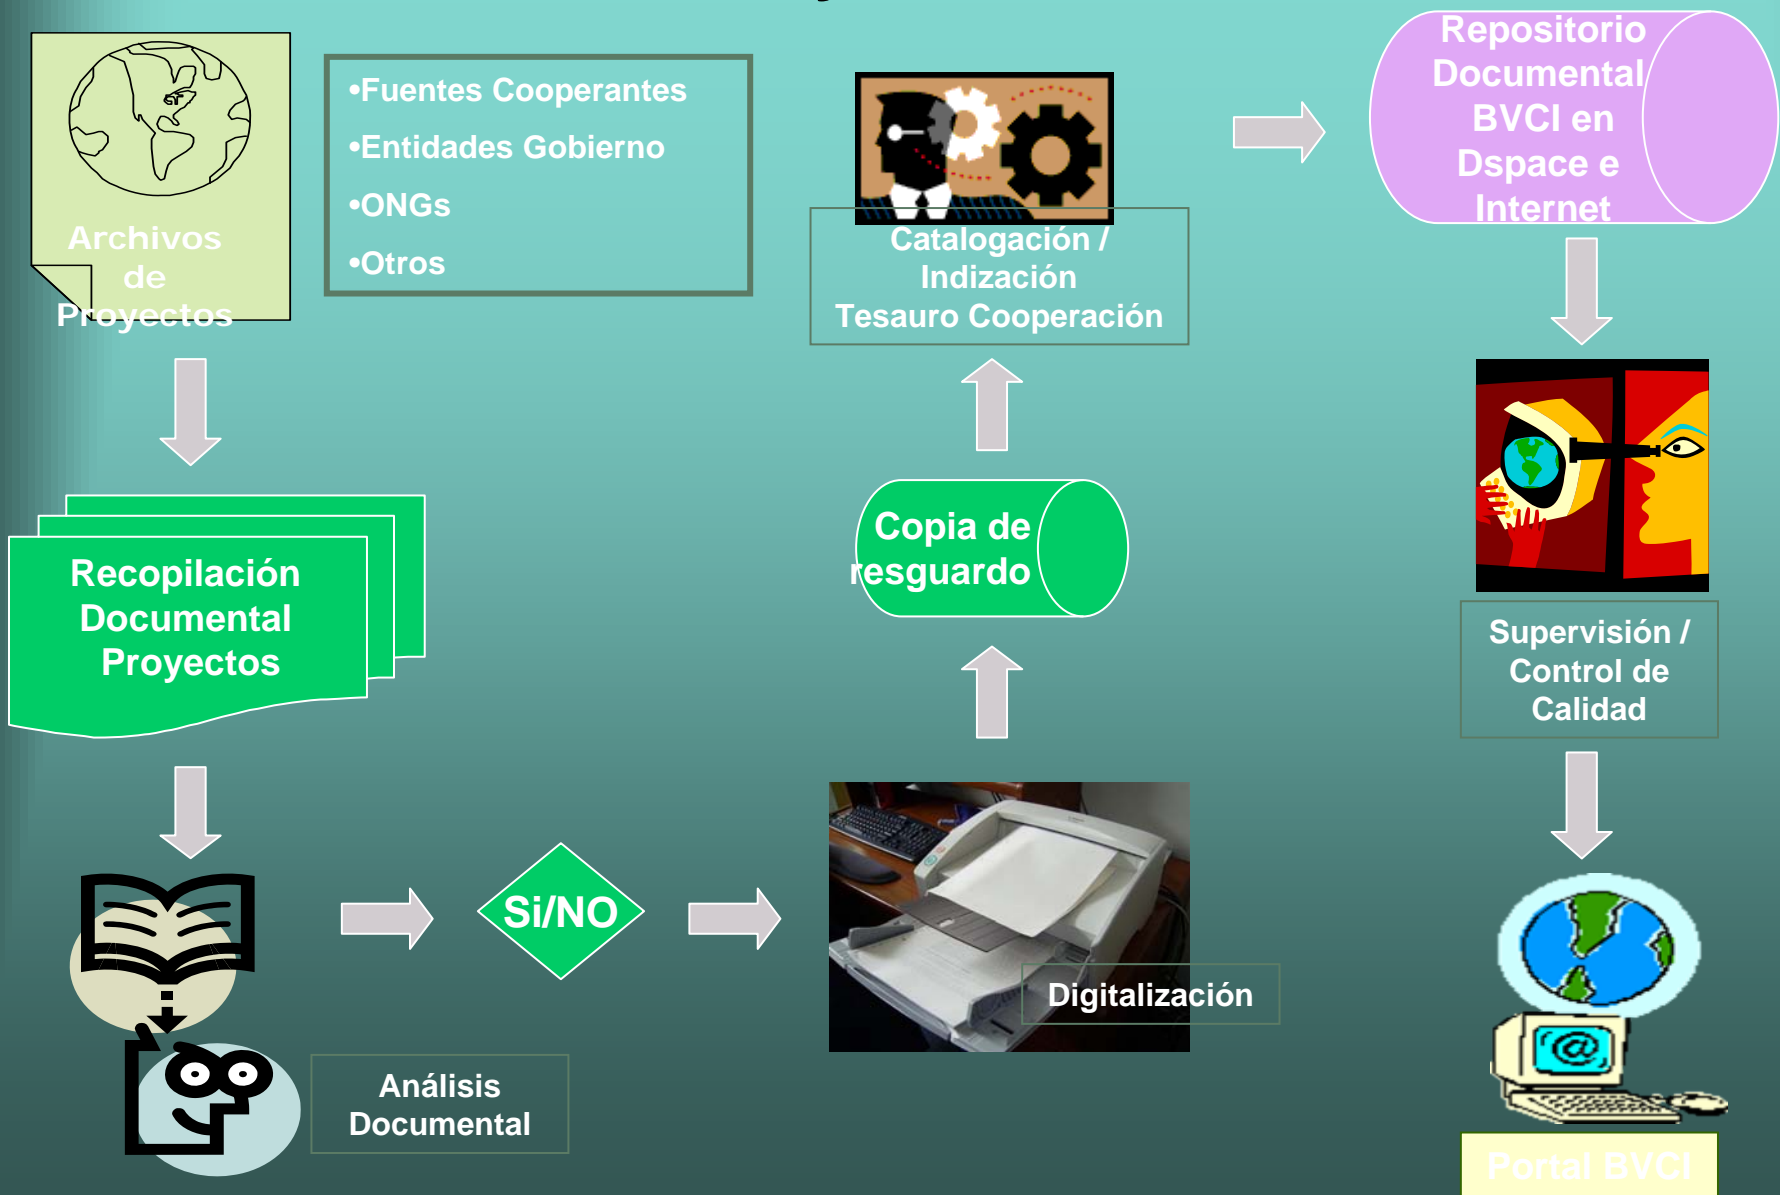 Archivos
de
Proyectos
•Fuentes Cooperantes
•Entidades Gobierno
•ONGs
•Otros
Recopilación
Documental
Proyectos
Análisis
Documental
Si/NO
Digitalización
Copia de
resguardo
Catalogación /
Indización
Tesauro Cooperación
Repositorio
Documental
BVCI en
Dspace e
Internet
Supervisión /
Control de
Calidad
@
Portal BVCI